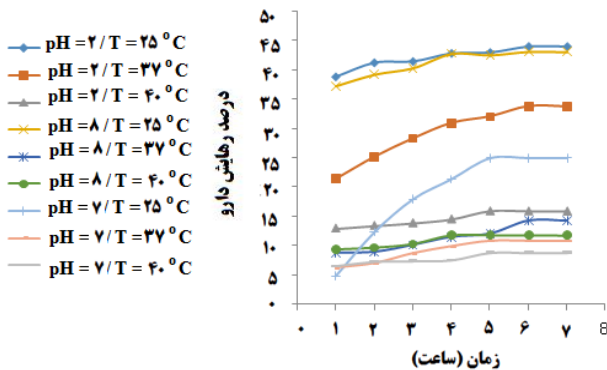 pH = ۲ / T = ۲۵ °C
pH = ۲ / T = ۳۷ °C
pH = ۲ / T = ۴۰ °C
pH = ۸ / T = ۲۵ °C
pH = ۸ / T = ۳۷ °C
pH = ۸ / T = ۴۰ °C
pH = ۷ / T = ۲۵ °C
pH = ۷ / T = ۳۷ °C
pH = ۷ / T = ۴۰ °C
درصد رهایش دارو
۵۰
۴۵
۴۰
۳۵
۳۰
۲۵
۲۰
۱۵
۱۰
۵
۰
۰ ۱ ۲ ۳ ۴ ۵ ۶ ۷ 8
زمان (ساعت)